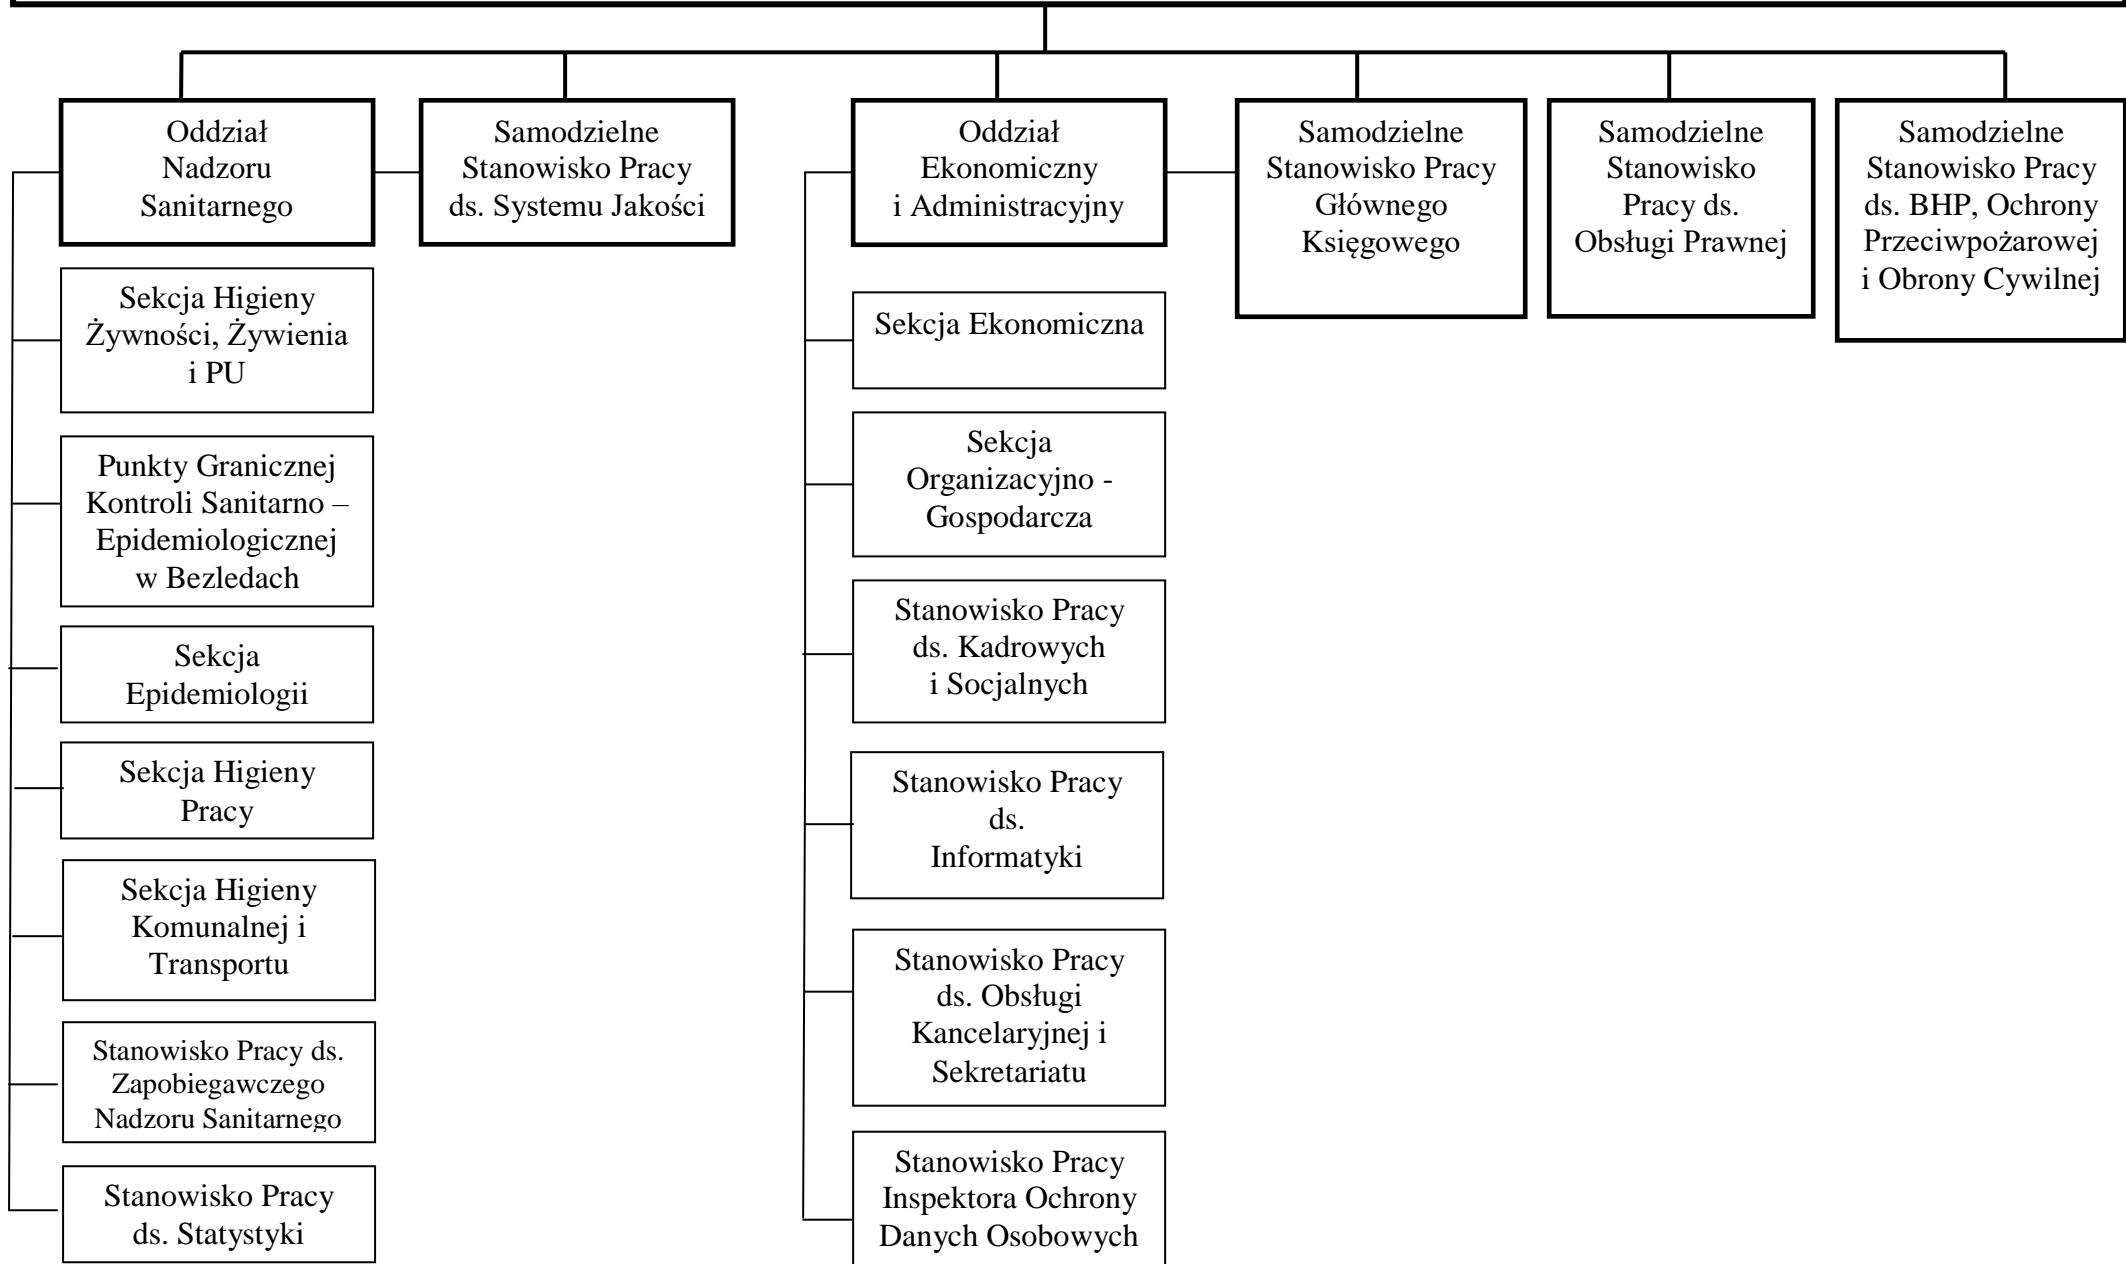 Oddział
Nadzoru
Sanitarnego
Samodzielne
Stanowisko Pracy
ds. Systemu Jakości
Oddział
Ekonomiczny
i Administracyjny
Samodzielne
Stanowisko Pracy
Głównego
Księgowego
Samodzielne
Stanowisko
Pracy ds.
Obsługi Prawnej
Samodzielne
Stanowisko Pracy
ds. BHP, Ochrony
Przeciwpożarowej
i Obrony Cywilnej
Sekcja Higieny
Żywności, Żywienia
i PU
Punkty Granicznej
Kontroli Sanitarno –
Epidemiologicznej
w Bezledach
Sekcja
Epidemiologii
Sekcja Higieny
Pracy
Sekcja Higieny
Komunalnej i
Transportu
Stanowisko Pracy ds.
Zapobiegawczego
Nadzoru Sanitarnego
Stanowisko Pracy
ds. Statystyki
Sekcja Ekonomiczna
Sekcja
Organizacyjno -
Gospodarcza
Stanowisko Pracy
ds. Kadrowych
i Socjalnych
Stanowisko Pracy
ds.
Informatyki
Stanowisko Pracy
ds. Obsługi
Kancelaryjnej i
Sekretariatu
Stanowisko Pracy
Inspektora Ochrony
Danych Osobowych